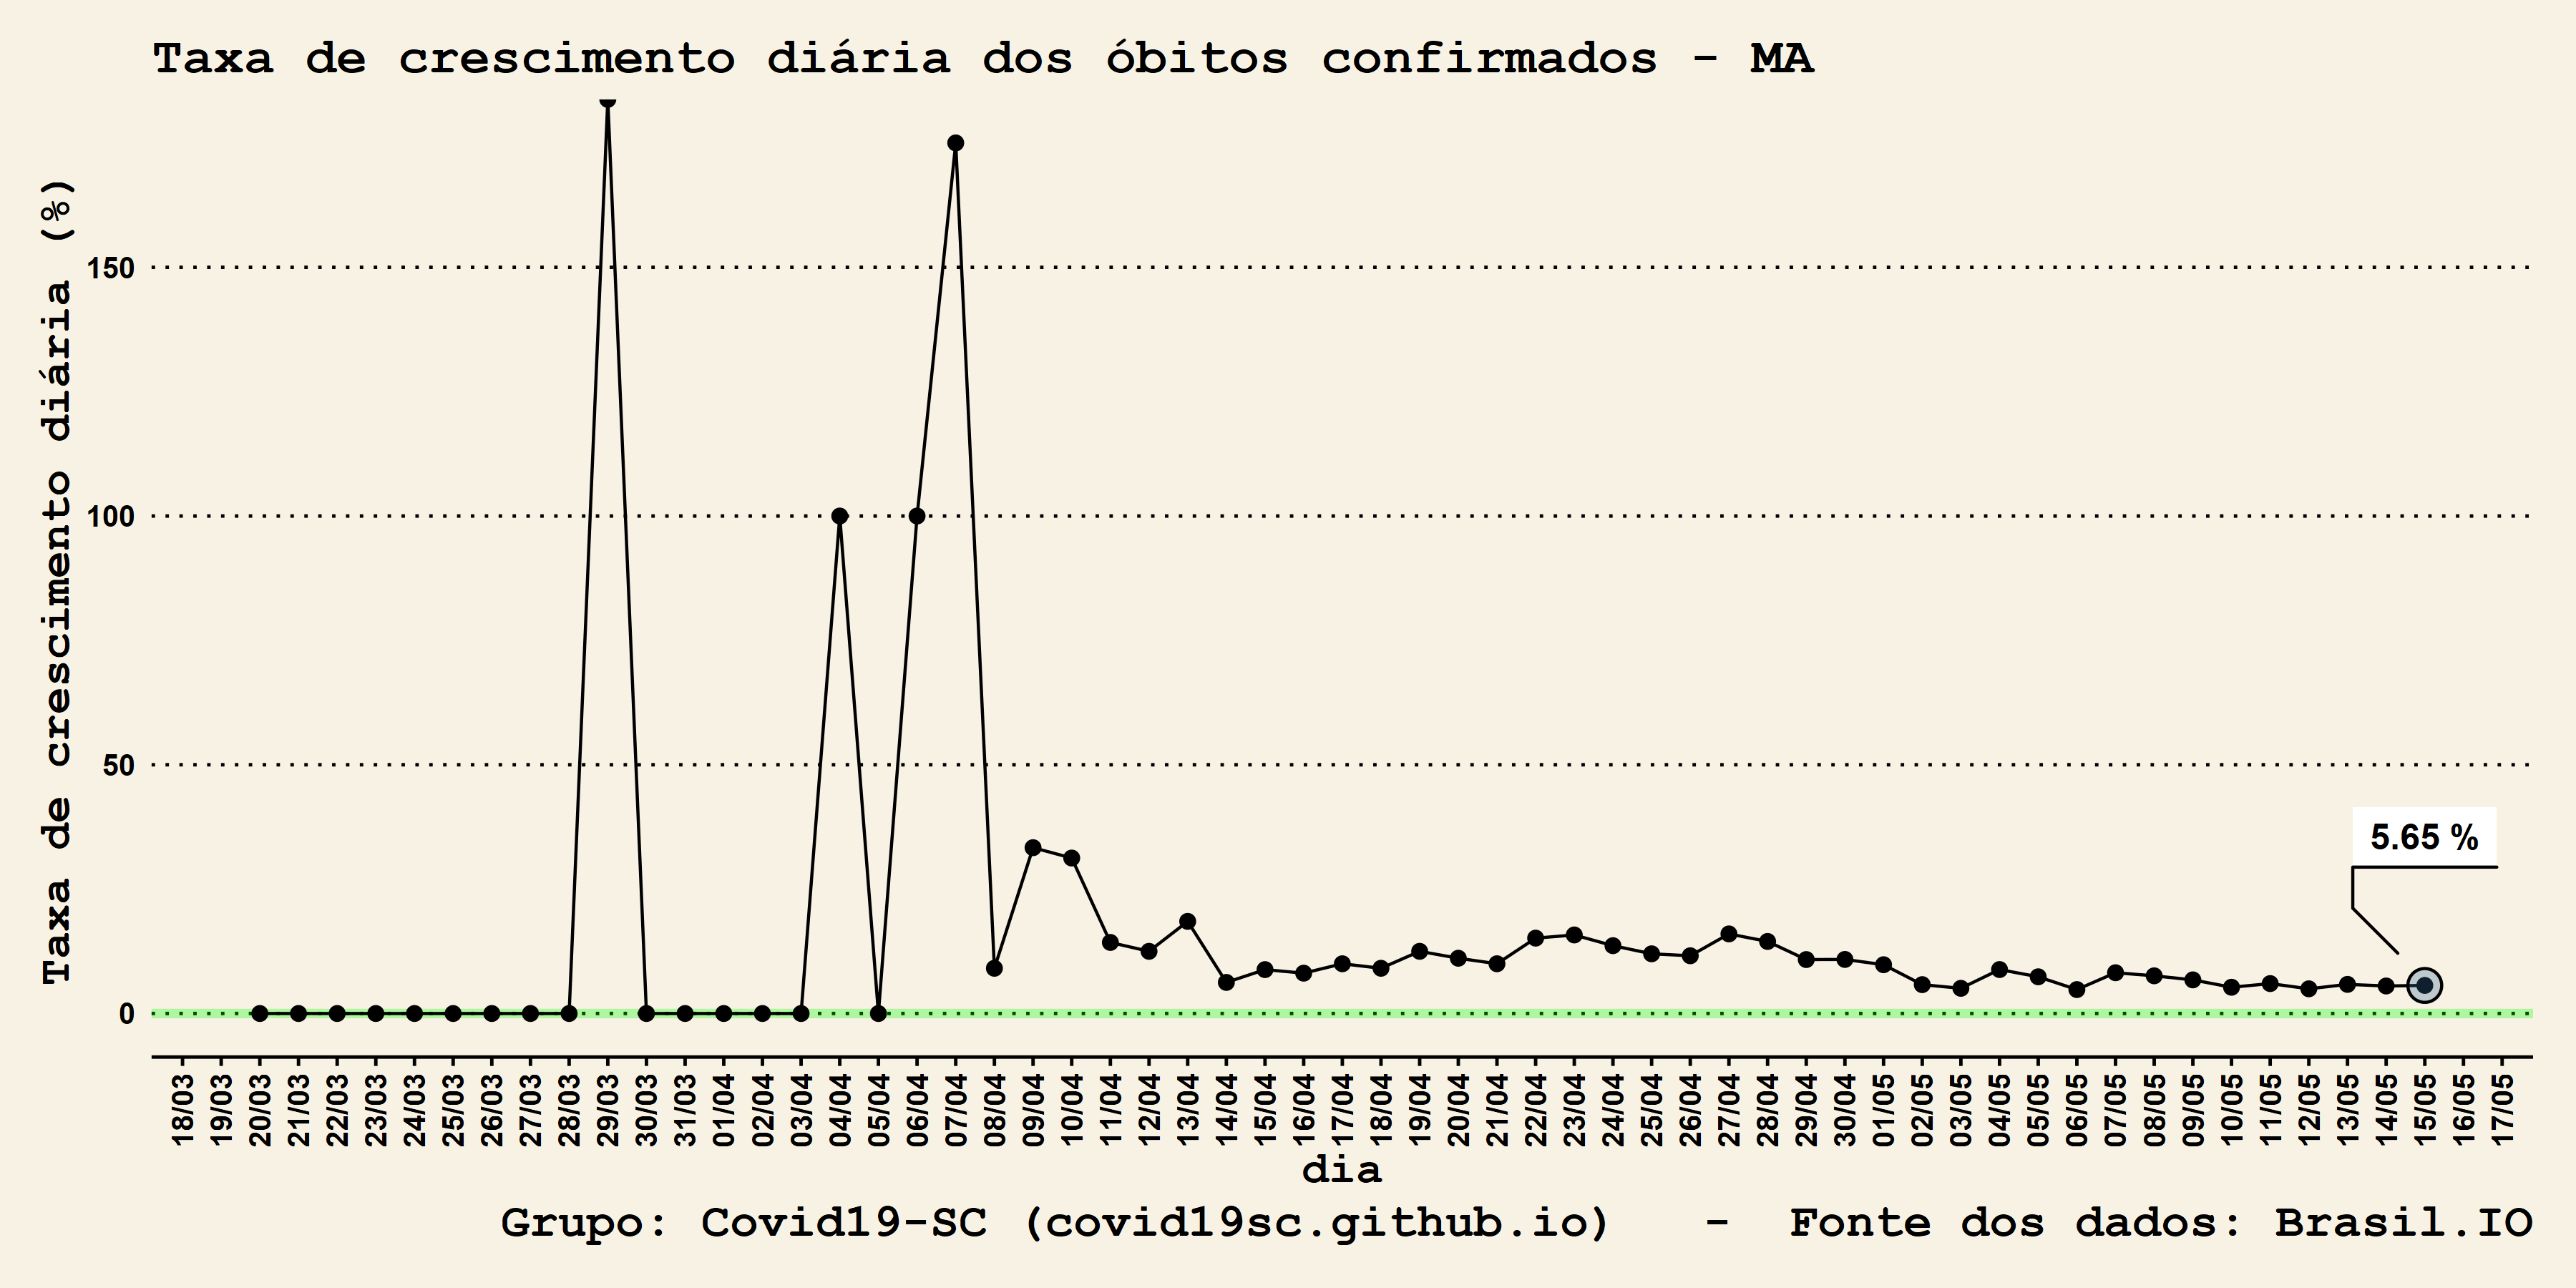 Taxa de crescimento diária dos óbitos confirmados - MA
Taxa de crescimento diária (%)
150
100
50
0
5.65 %
18/03 19/03 20/03 21/03 22/03 23/03 24/03 25/03 26/03 27/03 28/03 29/03 30/03 31/03 01/04 02/04 03/04 04/04 05/04 06/04 07/04 08/04 09/04 10/04 11/04 12/04 13/04 14/04 15/04 16/04 17/04 18/04 19/04 20/04 21/04 22/04 23/04 24/04 25/04 26/04 27/04 28/04 29/04 30/04 01/05 02/05 03/05 04/05 05/05 06/05 07/05 08/05 09/05 10/05 11/05 12/05 13/05 14/05 15/05 16/05 17/05
dia
Grupo: Covid19-SC (covid19sc.github.io) - Fonte dos dados: Brasil.IO